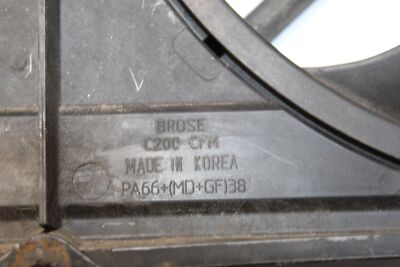 BROSE
C200 CFM
MADE IN KOREA
PA66+(MD+GF)38